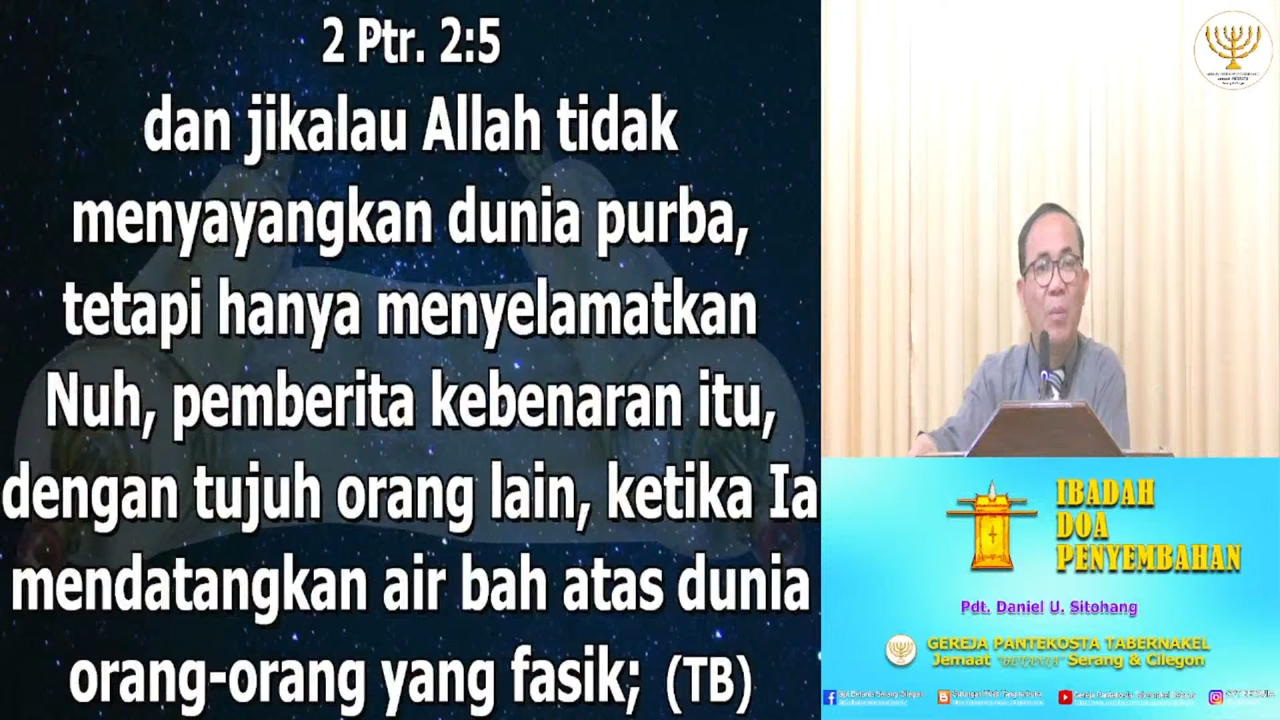 2 Ptr. 2:5
dan jikalau Allah tidak
menyayangkan dunia purba,
tetapi hanya menyelamatkan
Nuh, pemberita kebenaran itu,
dengan tujuh orang lain, ketika Ia
mendatangkan air bah atas dunia
orang-orang yang fasik; (TB)
IBADAH
DOA
PENYEMBAHAN
Pdt. Daniel U. Sitohang
GEREJA PANTEKOSTA TABERNAKEL
Jemaat "BETANIA" Serang & Cilegon